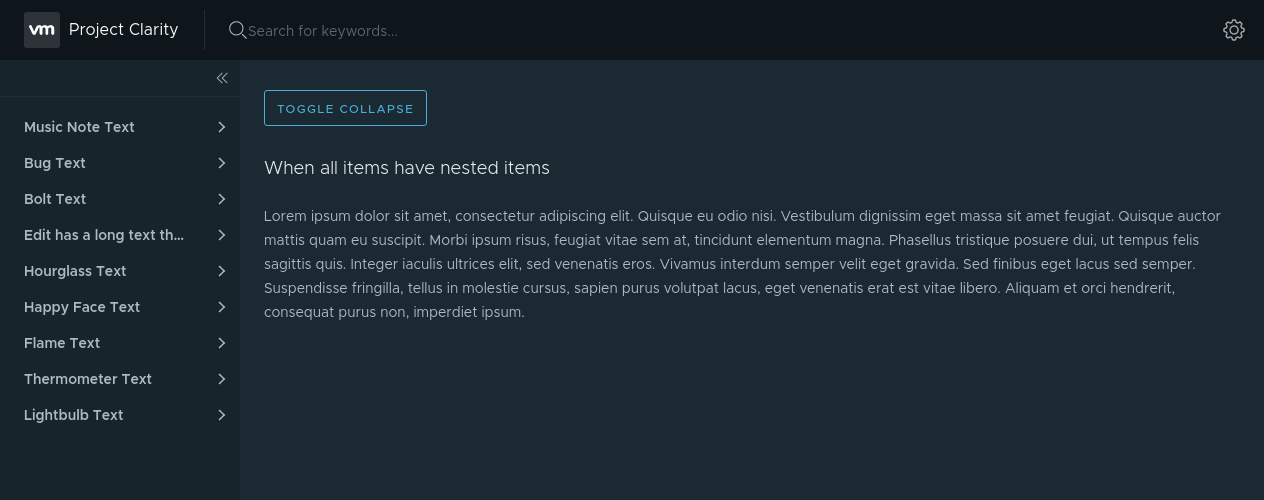 vm Project Clarity
Search for keywords...
TOGGLE COLLAPSE
Music Note Text
Bug Text
Bolt Text
Edit has a long text th...
Hourglass Text
Happy Face Text
Flame Text
Thermometer Text
Lightbulb Text
When all items have nested items
Lorem ipsum dolor sit amet, consectetur adipiscing elit. Quisque eu odio nisi. Vestibulum dignissim eget massa sit amet feugiat. Quisque auctor
mattis quam eu suscipit. Morbi ipsum risus, feugiat vitae sem at, tincidunt elementum magna. Phasellus tristique posuere dui, ut tempus felis
sagittis quis. Integer iaculis ultrices elit, sed venenatis eros. Vivamus interdum semper velit eget gravida. Sed finibus eget lacus sed semper.
Suspendisse fringilla, tellus in molestie cursus, sapien purus volutpat lacus, eget venenatis erat est vitae libero. Aliquam et orci hendrerit,
consequat purus non, imperdiet ipsum.